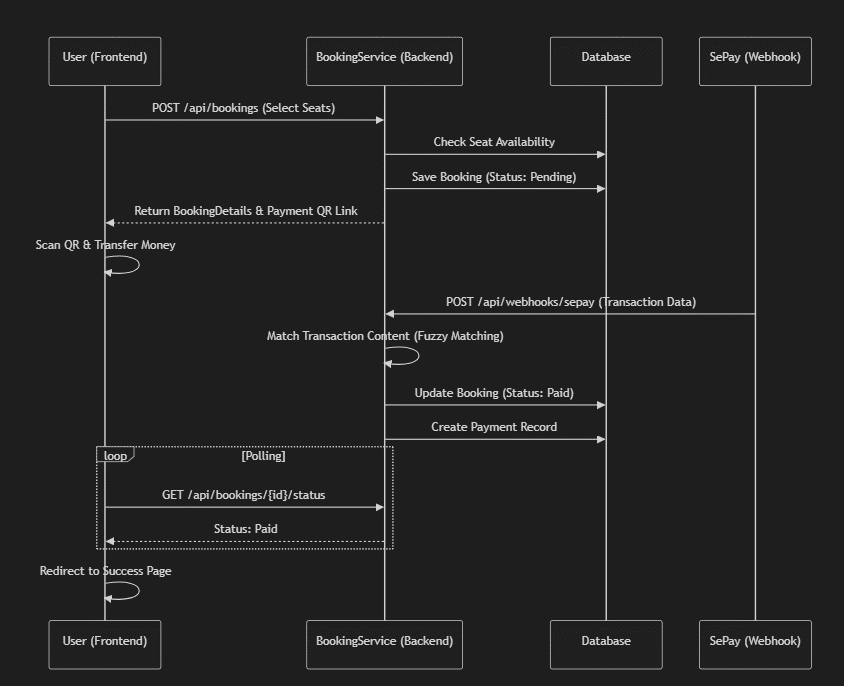 User (Frontend)
BookingService (Backend)
Database
SePay (Webhook)
POST /api/bookings (Select Seats)
Check Seat Availability
Save Booking (Status: Pending)
Return BookingDetails & Payment QR Link
Scan QR & Transfer Money
POST /api/webhooks/sepay (Transaction Data)
Match Transaction Content (Fuzzy Matching)
Update Booking (Status: Paid)
Create Payment Record
loop
[Polling]
GET /api/bookings/{id}/status
Status: Paid
Redirect to Success Page
User (Frontend)
BookingService (Backend)
Database
SePay (Webhook)